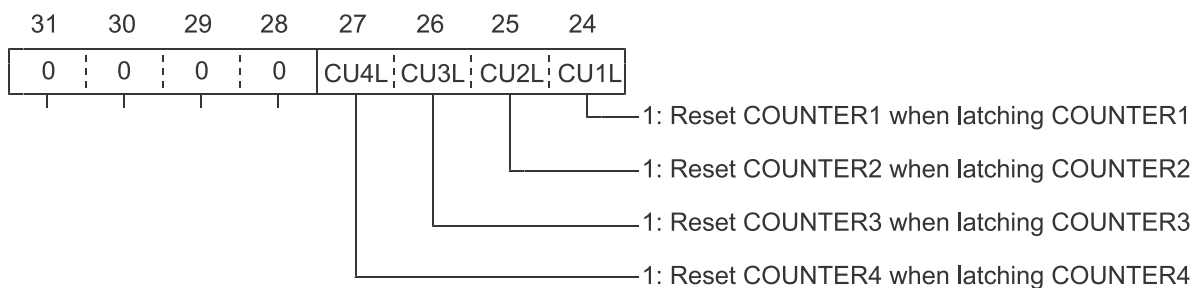 31 30 29 28 27 26 25 24
0 0 0 0 CU4L CU3L CU2L CU1L
1: Reset COUNTER1 when latching COUNTER1
1: Reset COUNTER2 when latching COUNTER2
1: Reset COUNTER3 when latching COUNTER3
1: Reset COUNTER4 when latching COUNTER4